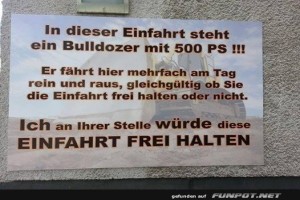 In dieser Einfahrt steht
ein Bulldozer mit 500 PS !!!
Er fährt hier mehrfach am Tag
rein und raus, gleichgültig ob Sie
die Einfahrt frei halten oder nicht.
Ich an Ihrer Stelle würde diese
EINFAHRT FREI HALTEN
gefunden auf FUNPOT.NET